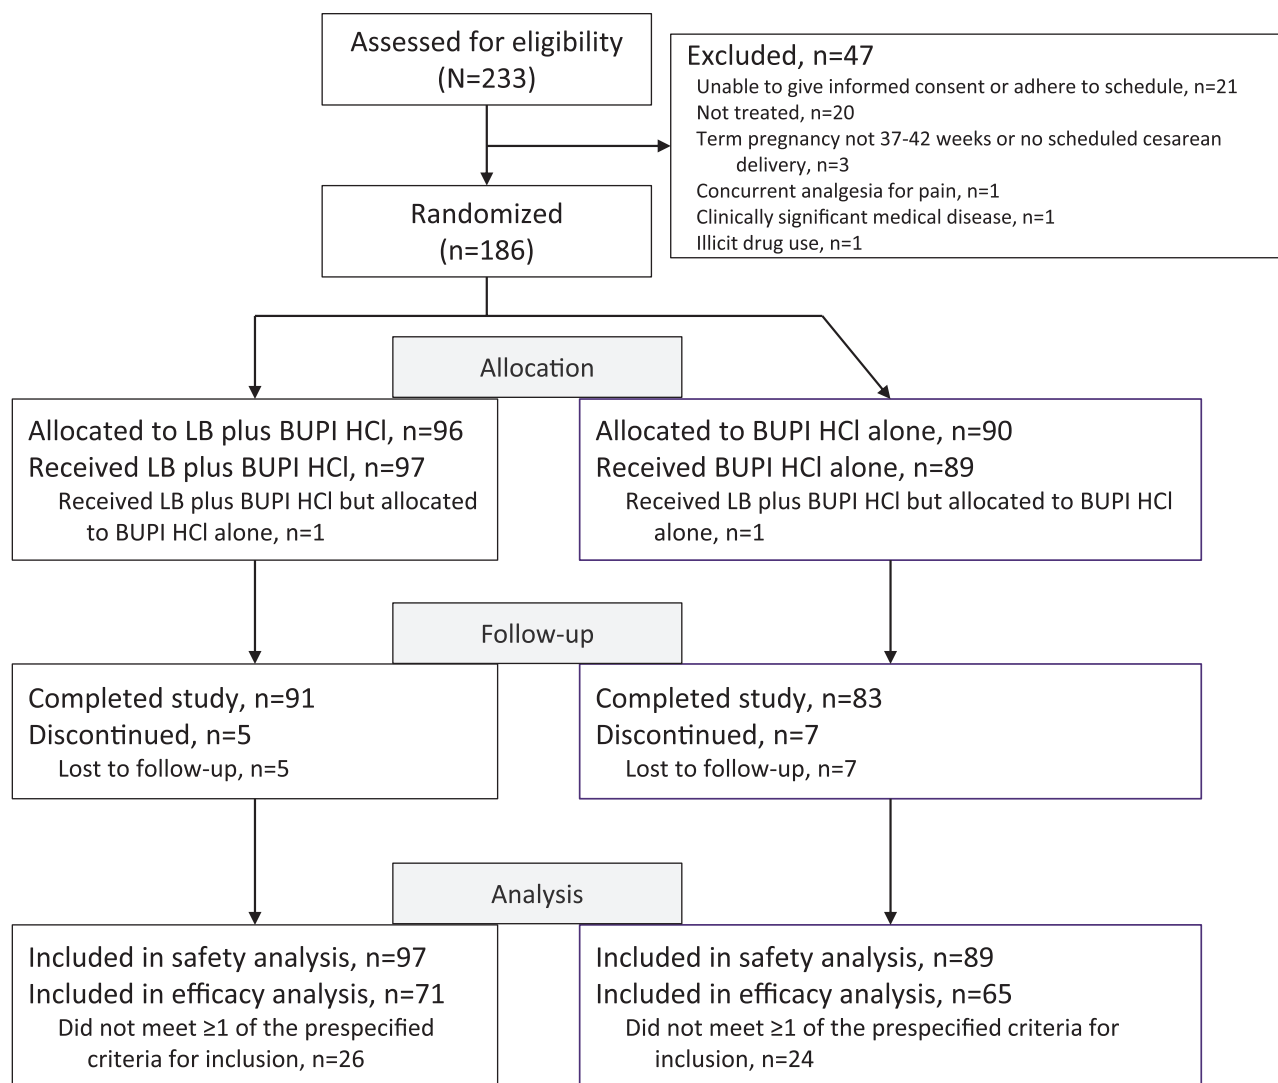 Assessed for eligibility
(N=233)
Excluded, n=47
Unable to give informed consent or adhere to schedule, n=21
Not treated, n=20
Term pregnancy not 37-42 weeks or no scheduled cesarean
delivery, n=3
Concurrent analgesia for pain, n=1
Clinically significant medical disease, n=1
Illicit drug use, n=1
Randomized
(n=186)
Allocation
Allocated to LB plus BUPI HCl, n=96
Received LB plus BUPI HCl, n=97
Received LB plus BUPI HCl but allocated
to BUPI HCl alone, n=1
Allocated to BUPI HCl alone, n=90
Received BUPI HCl alone, n=89
Received LB plus BUPI HCl but allocated to BUPI HCl
alone, n=1
Follow-up
Completed study, n=91
Discontinued, n=5
Lost to follow-up, n=5
Completed study, n=83
Discontinued, n=7
Lost to follow-up, n=7
Analysis
Included in safety analysis, n=97
Included in efficacy analysis, n=71
Did not meet ≥1 of the prespecified
criteria for inclusion, n=26
Included in safety analysis, n=89
Included in efficacy analysis, n=65
Did not meet ≥1 of the prespecified criteria for
inclusion, n=24